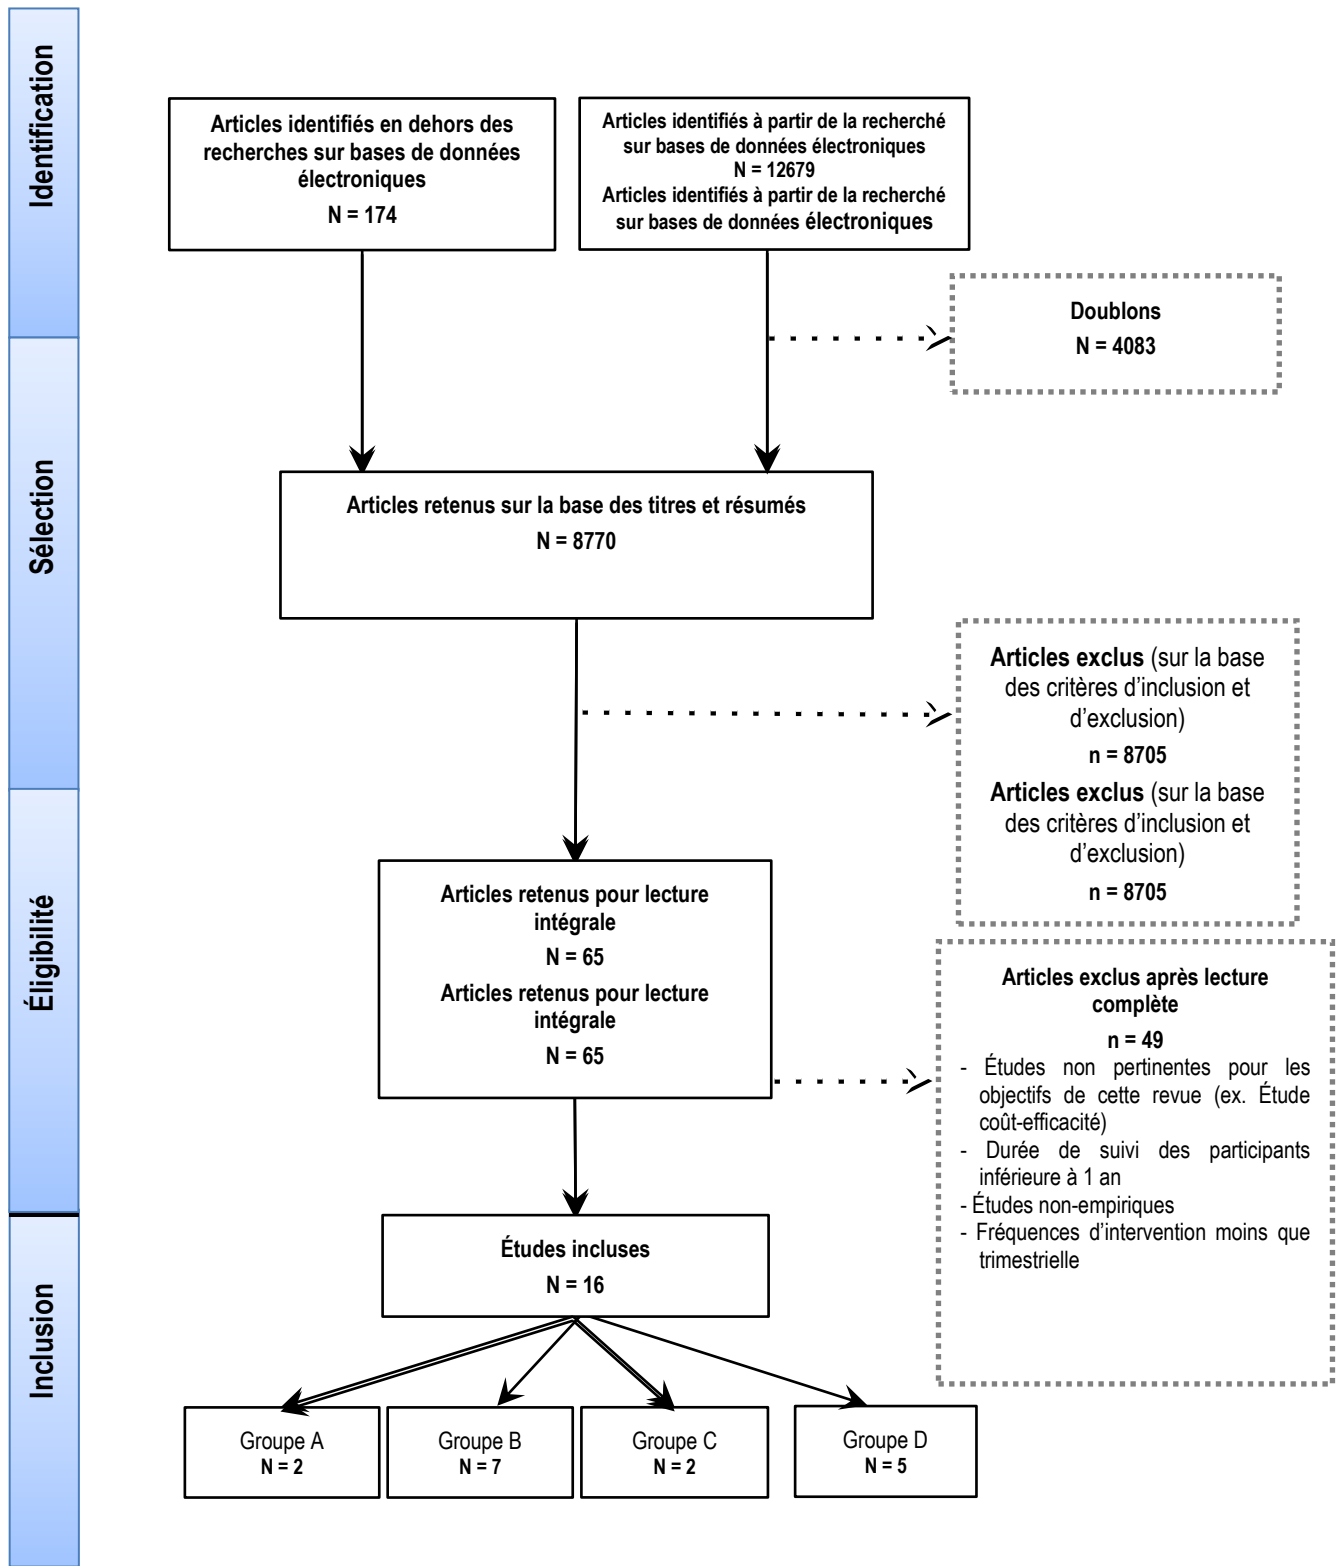 Identification
Articles identifiés en dehors des
recherches sur bases de données
électroniques
N = 174
Articles identifiés à partir de la recherché
sur bases de données électroniques
N = 12679
Articles identifiés à partir de la recherché
sur bases de données électroniques
Doublons
N = 4083
Sélection
Articles retenus sur la base des titres et résumés
N = 8770
Articles exclus (sur la base
des critères d’inclusion et
d’exclusion)
n = 8705
Articles exclus (sur la base
des critères d’inclusion et
d’exclusion)
n = 8705
Éligibilité
Articles retenus pour lecture
intégrale
N = 65
Articles retenus pour lecture
intégrale
N = 65
Articles exclus après lecture
complète
n = 49
- Études non pertinentes pour les
objectifs de cette revue (ex. Étude
coût-efficacité)
- Durée de suivi des participants
inférieure à 1 an
- Études non-empiriques
- Fréquences d’intervention moins que
trimestrielle
Inclusion
Études incluses
N = 16
Groupe A
N = 2
Groupe B
N = 7
Groupe C
N = 2
Groupe D
N = 5